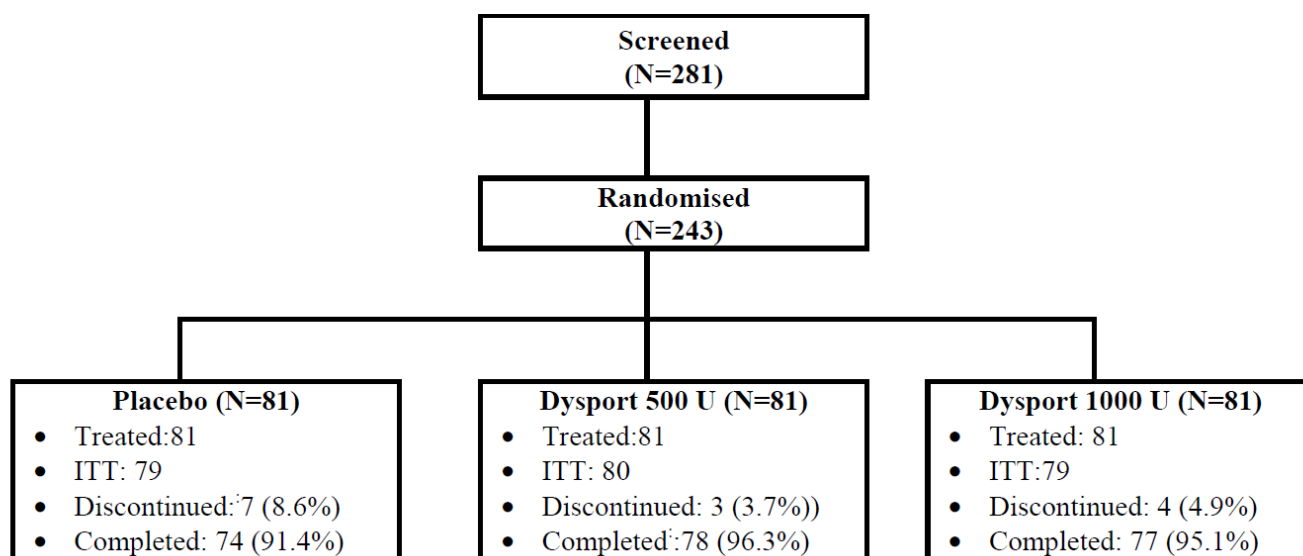 Screened
(N=281)
Randomised
(N=243)
Placebo (N=81)
• Treated:81
• ITT: 79
• Discontinued:⁚7 (8.6%)
• Completed: 74 (91.4%)
Dysport 500 U (N=81)
• Treated:81
• ITT: 80
• Discontinued: 3 (3.7%))
• Completed⁚:78 (96.3%)
Dysport 1000 U (N=81)
• Treated: 81
• ITT:79
• Discontinued: 4 (4.9%)
• Completed: 77 (95.1%)